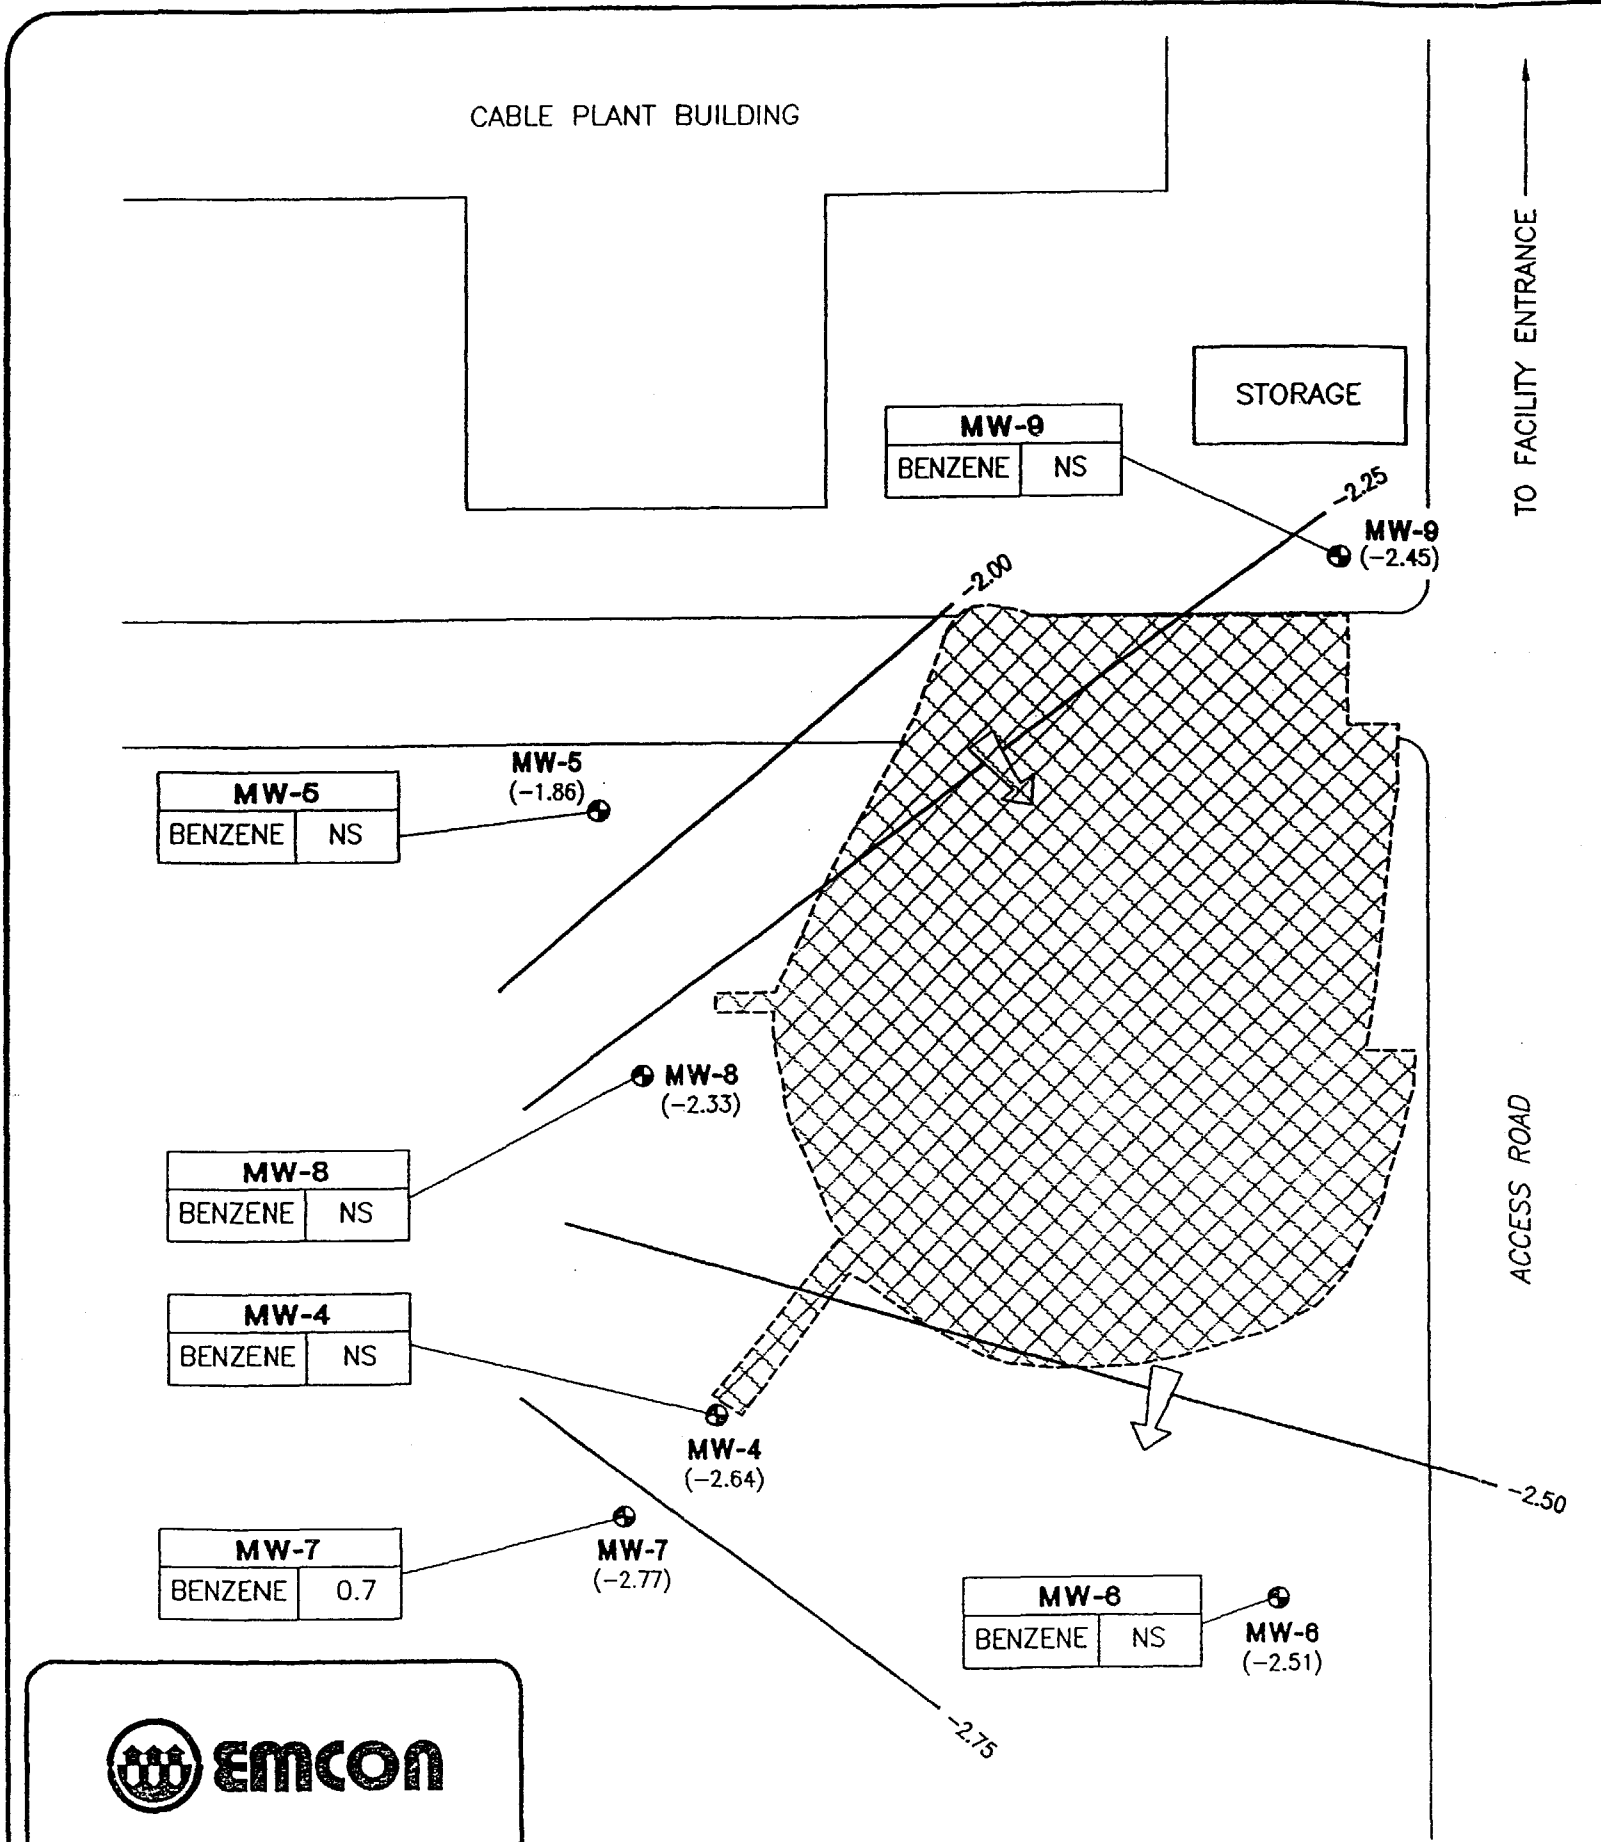 CABLE PLANT BUILDING
TO FACILITY ENTRANCE
STORAGE
MW-9
BENZENE NS
-2.25
MW-9
(-2.45)
-2.00
MW-5
(-1.86)
MW-5
BENZENE NS
MW-8
(-2.33)
ACCESS ROAD
MW-8
BENZENE NS
MW-4
BENZENE NS
MW-4
(-2.64)
-2.50
MW-7
BENZENE 0.7
MW-7
(-2.77)
MW-6
BENZENE NS
MW-6
(-2.51)
-2.75
EMCON